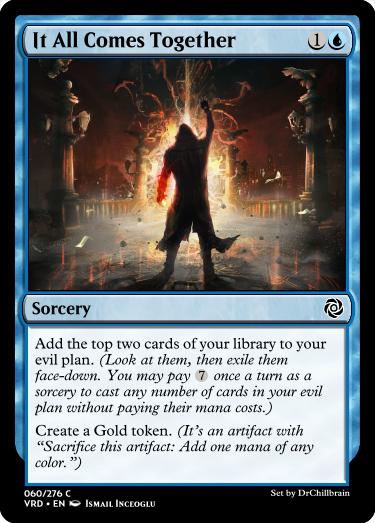 It All Comes Together
1
Sorcery
Add the top two cards of your library to your
evil plan. (Look at them, then exile them
face-down. You may pay 7 once a turn as a
sorcery to cast any number of cards in your evil
plan without paying their mana costs.)
Create a Gold token. (It's an artifact with
“Sacrifice this artifact: Add one mana of any
color.”)
060/276 C
VRD • EN Ismail Inceoglu
Set by DrChillbrain